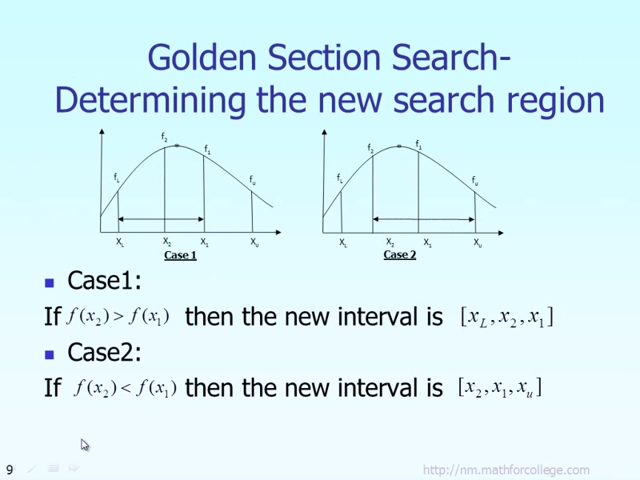 Golden Section Search-
Determining the new search region
f2
f1
fL
fu
XL X2 X1 Xu
Case 1
f2
f1
fL
fu
XL X2 X1 Xu
Case 2
Case1:
If f(x2) > f(x1) then the new interval is [xL, x2, x1]
Case2:
If f(x2) < f(x1) then the new interval is [x2, x1, xu]
9
http://nm.mathforcollege.com